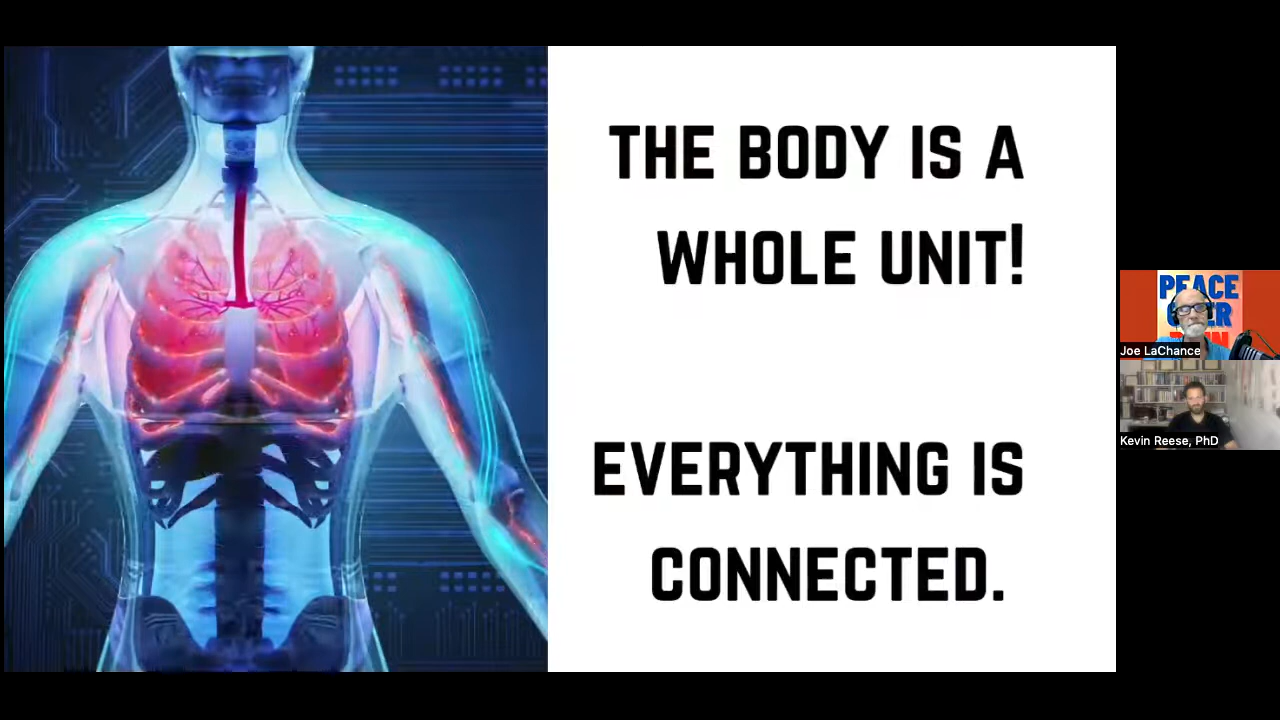 THE BODY IS A
WHOLE UNIT!
EVERYTHING IS
CONNECTED.
PEACE
Joe LaChance
Kevin Reese, PhD